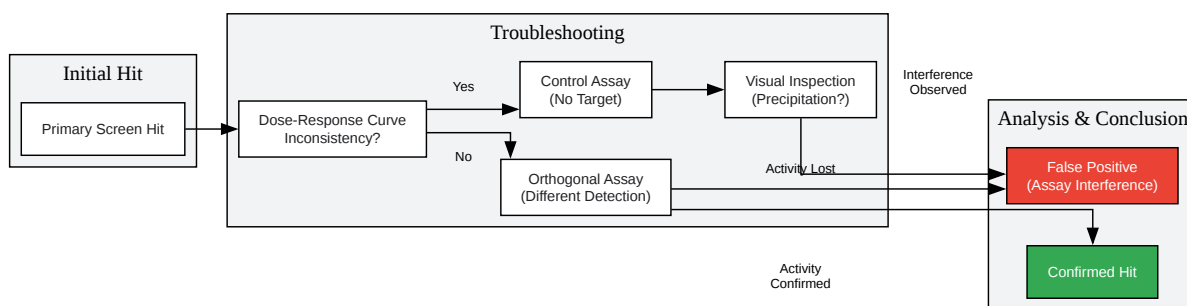 Initial Hit
Primary Screen Hit
Troubleshooting
Dose-Response Curve
Inconsistency?
Yes
No
Control Assay
(No Target)
Visual Inspection
(Precipitation?)
Orthogonal Assay
(Different Detection)
Interference
Observed
Activity Lost
Activity
Confirmed
Analysis & Conclusion
False Positive
(Assay Interference)
Confirmed Hit